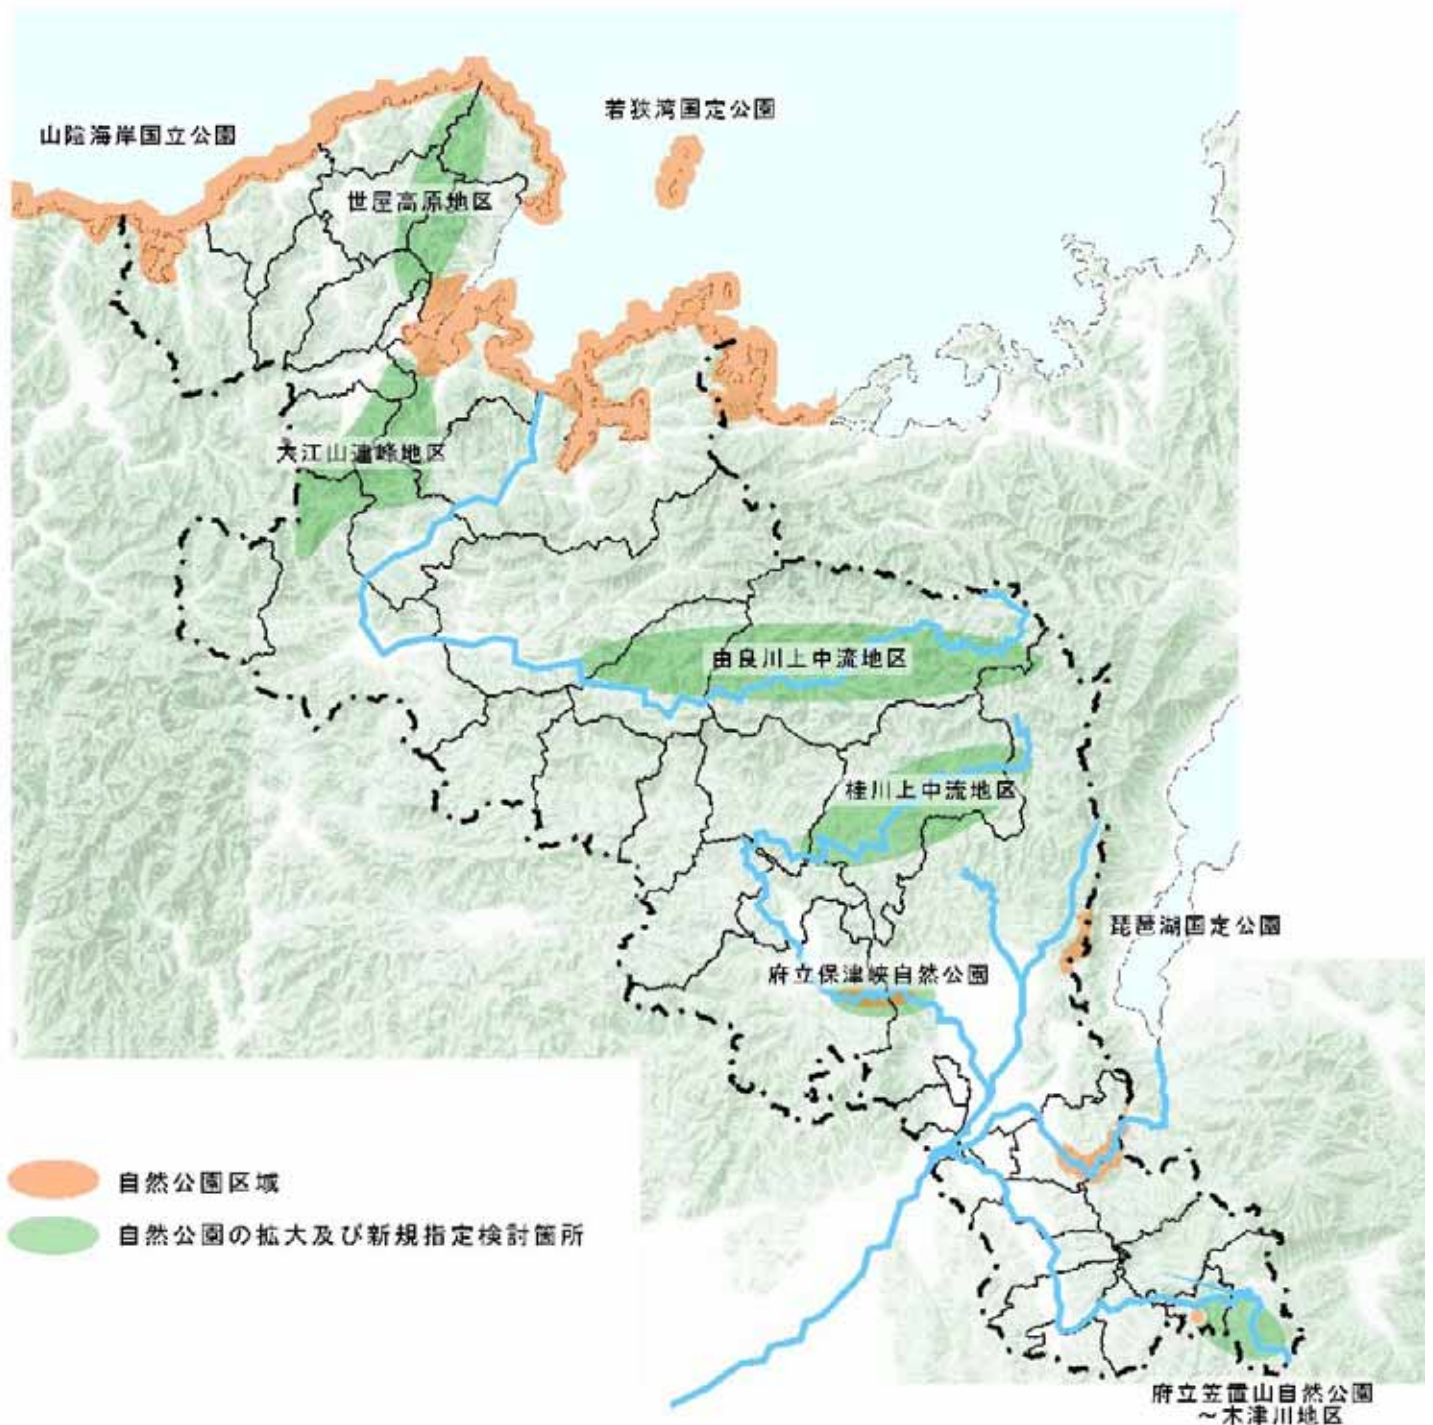 若狭湾国定公園
山陰海岸国立公園
世屋高原地区
大江山連峰地区
由良川上中流地区
桂川上中流地区
琵琶湖国定公園
府立保津峡自然公園
自然公園区域
自然公園の拡大及び新規指定検討箇所
府立笠置山自然公園
～木津川地区